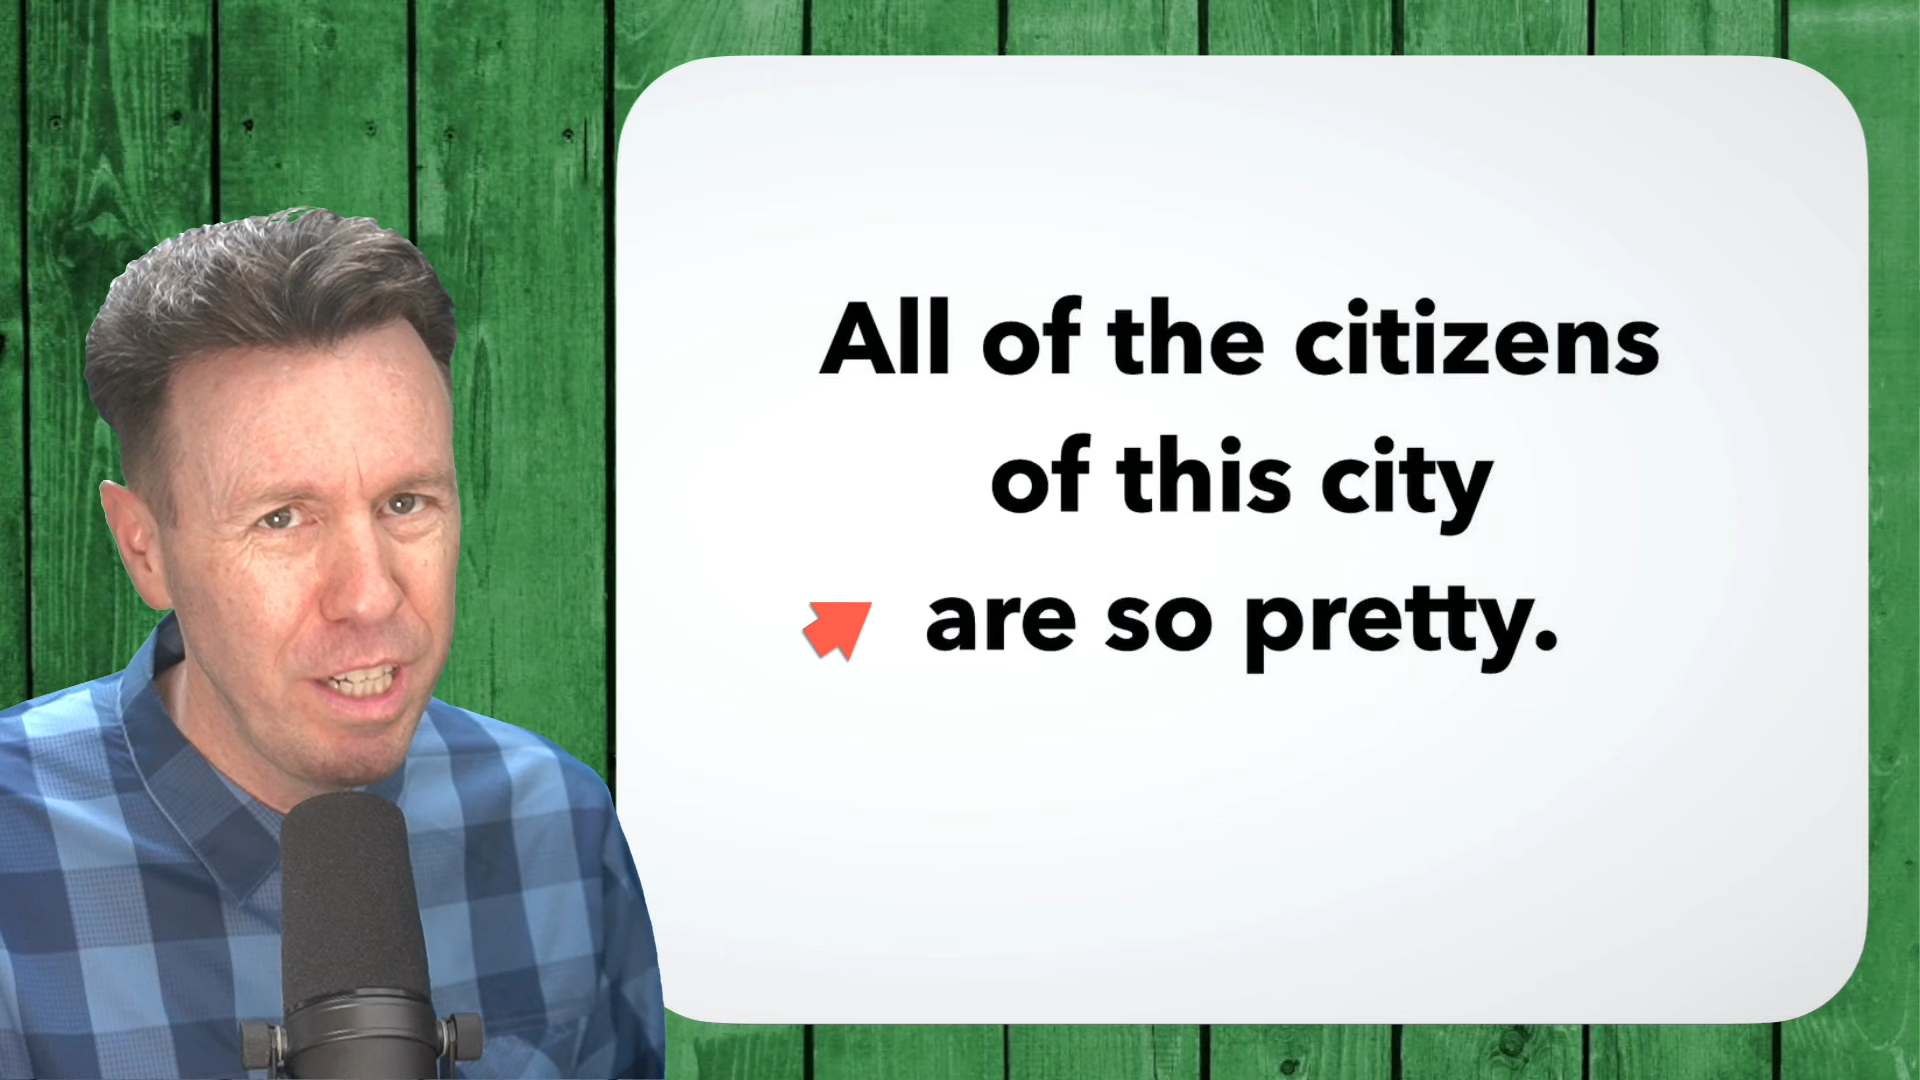 All of the citizens
of this city
are so pretty.